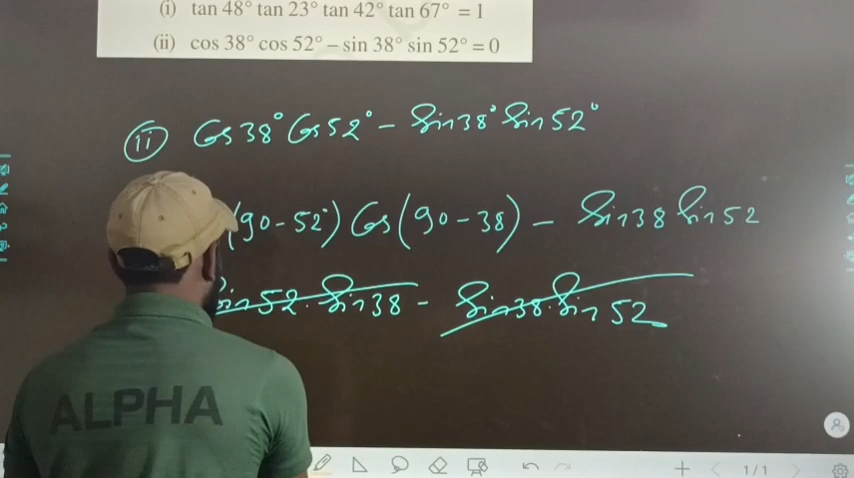 (i) tan 48° tan 23° tan 42° tan 67° = 1
(ii) cos 38° cos 52° – sin 38° sin 52° = 0
(ii) Cos 38° Cos 52° - Sin 38° Sin 52°
(90-52°) Cos (90-38) - Sin 38 Sin 52
Sin 52 . Sin 38 - Sin 38 . Sin 52
ALPHA
1/1